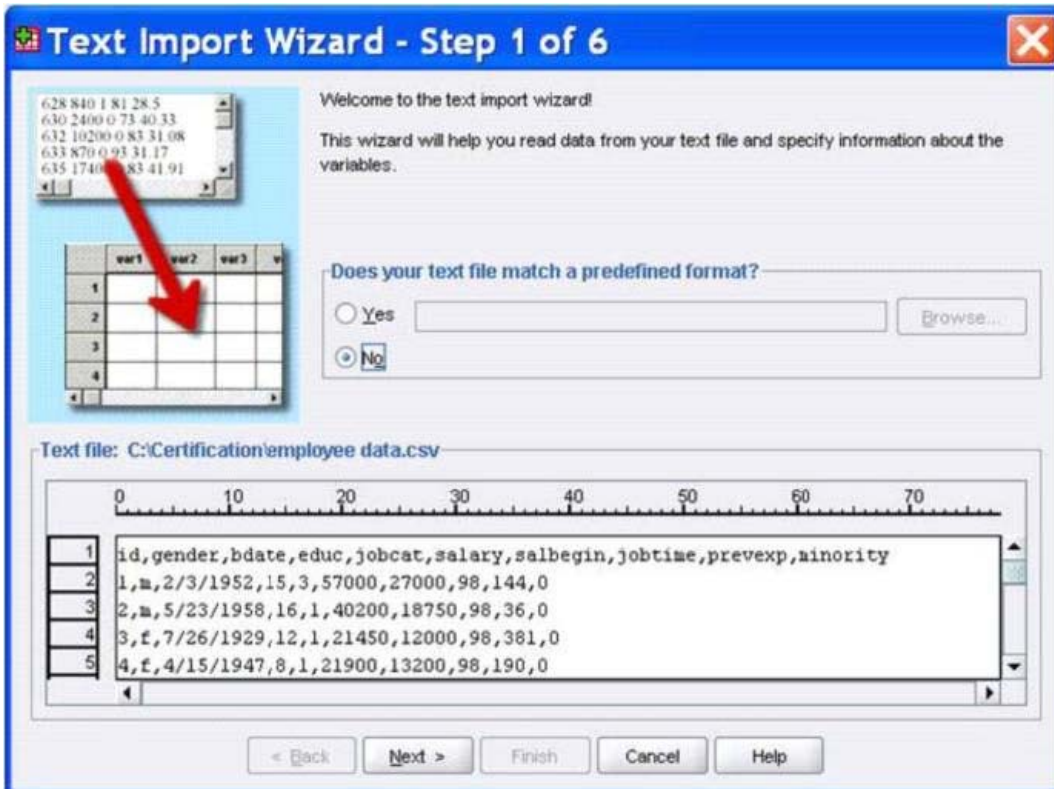 Text Import Wizard - Step 1 of 6
628 840 1 81 28.5
630 2400 0 73 40.33
632 10200 0 83 31.08
633 870 0 93 31.17
635 1740 83 41.91
Welcome to the text import wizard!
This wizard will help you read data from your text file and specify information about the
variables.
var1 var2 var3 v
1
2
3
4
Does your text file match a predefined format?
Yes
Browse...
No
Text file: C:\Certification\employee data.csv
0 10 20 30 40 50 60 70
1 id,gender,bdate,educ,jobcat,salary,salbegin,jobtime,prevexp,minority
2 1,m,2/3/1952,15,3,57000,27000,98,144,0
3 2,m,5/23/1958,16,1,40200,18750,98,36,0
4 3,f,7/26/1929,12,1,21450,12000,98,381,0
5 4,f,4/15/1947,8,1,21900,13200,98,190,0
< Back Next > Finish Cancel Help